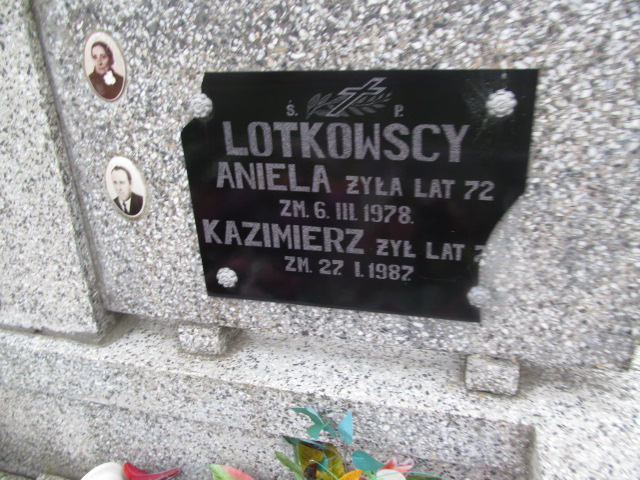 Ś. P.
LOTKOWSCY
ANIELA ŻYŁA LAT 72
ZM. 6. III. 1978.
KAZIMIERZ ŻYŁ LAT
ZM. 27. I. 1987.